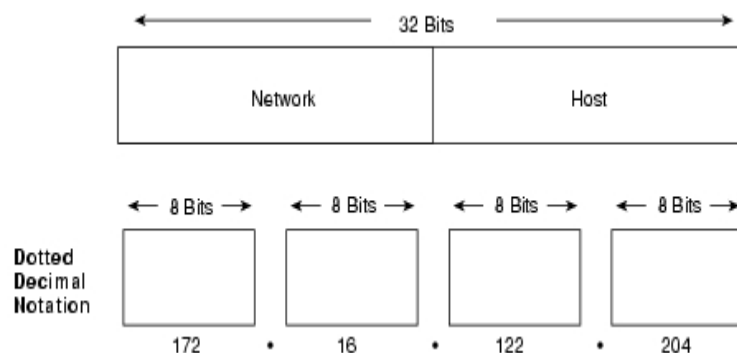 32 Bits
Network Host
8 Bits 8 Bits 8 Bits 8 Bits
Dotted
Decimal
Notation
172 • 16 • 122 • 204